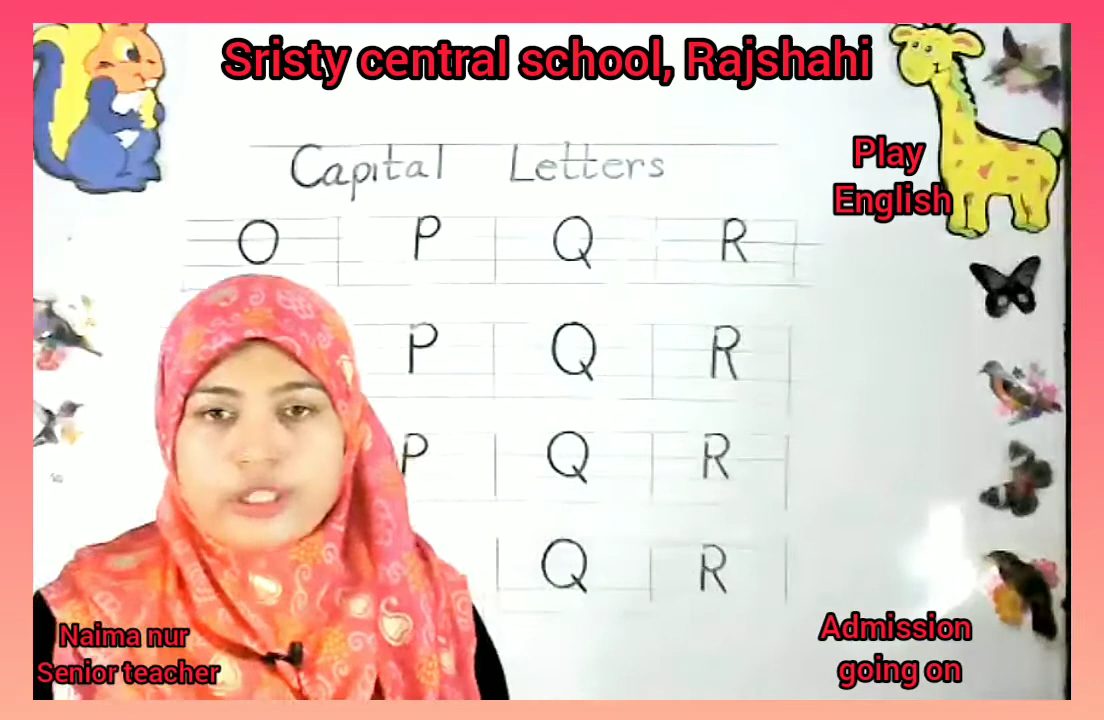 Sristy central school, Rajshahi
Capital Letters
Play
English
O P Q R
P Q R
P Q R
Q R
Naima nur
Senior teacher
Admission
going on